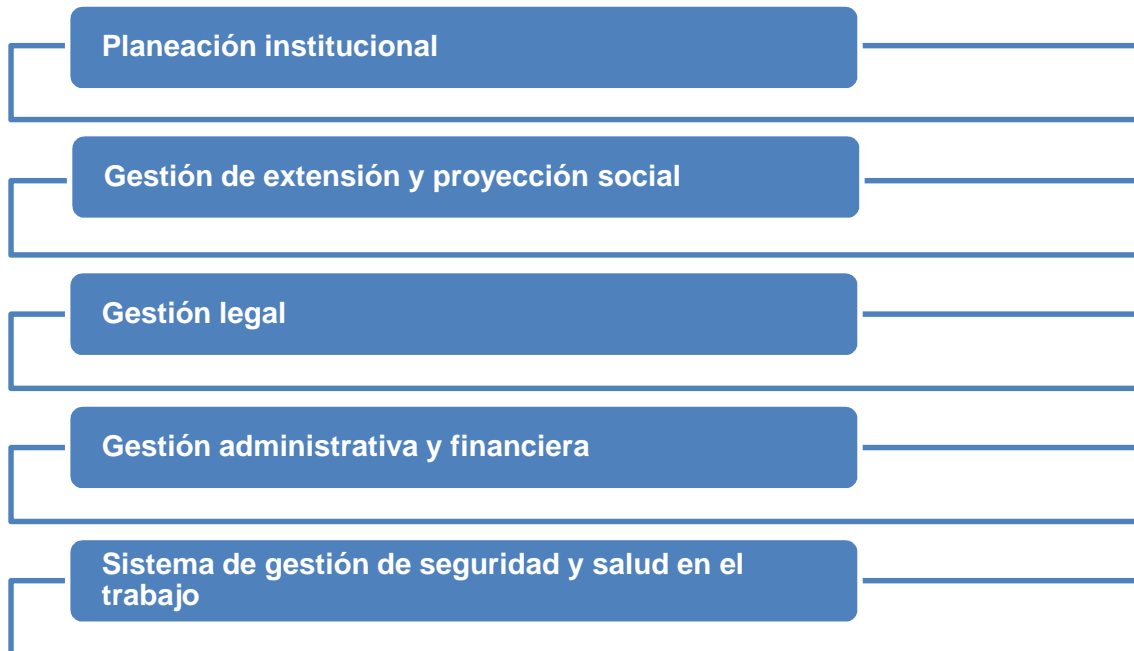 Planeación institucional
Gestión de extensión y proyección social
Gestión legal
Gestión administrativa y financiera
Sistema de gestión de seguridad y salud en el
trabajo